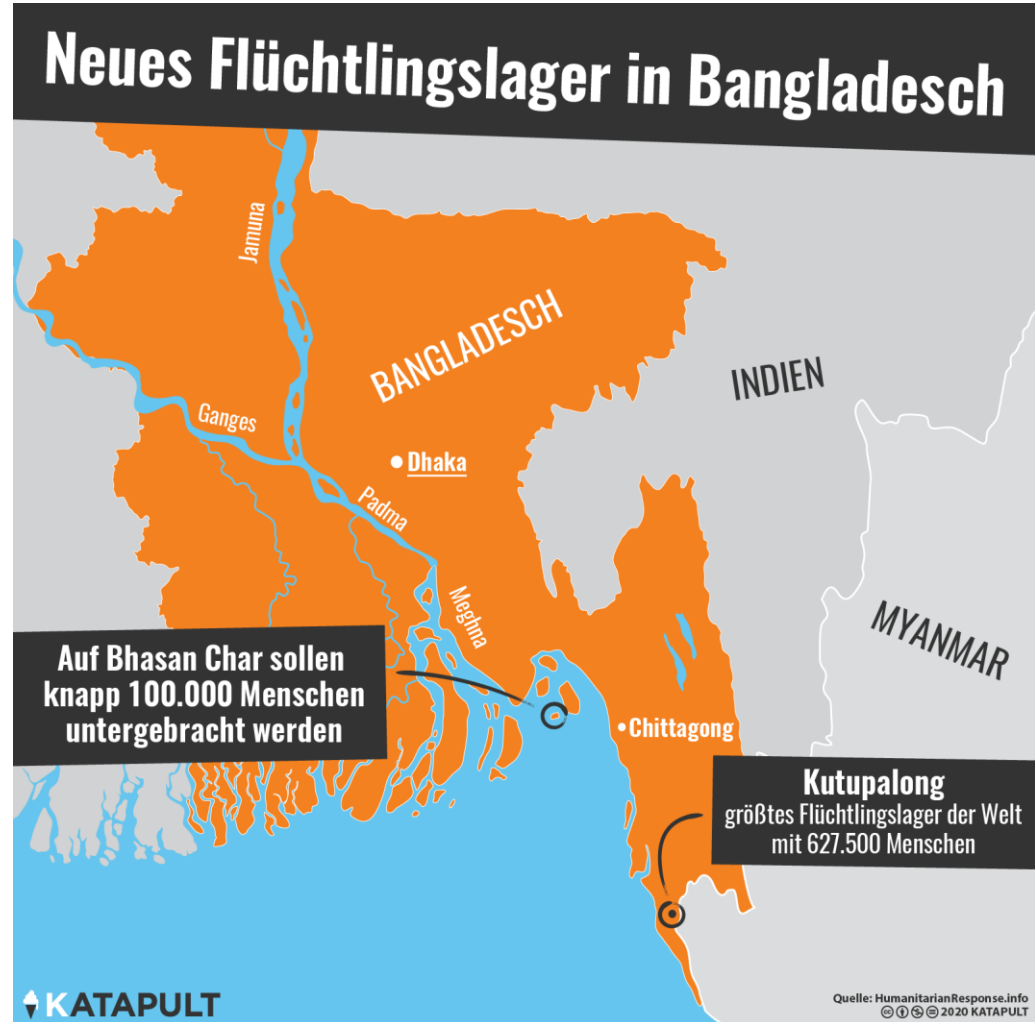 Neues Flüchtlingslager in Bangladesch
Jamuna
BANGLADESCH
INDIEN
Ganges
Dhaka
Padma
Meghna
MYANMAR
Auf Bhasan Char sollen
knapp 100.000 Menschen
untergebracht werden
Chittagong
Kutupalong
größtes Flüchtlingslager der Welt
mit 627.500 Menschen
KATAPULT
Quelle: HumanitarianResponse.info
2020 KATAPULT